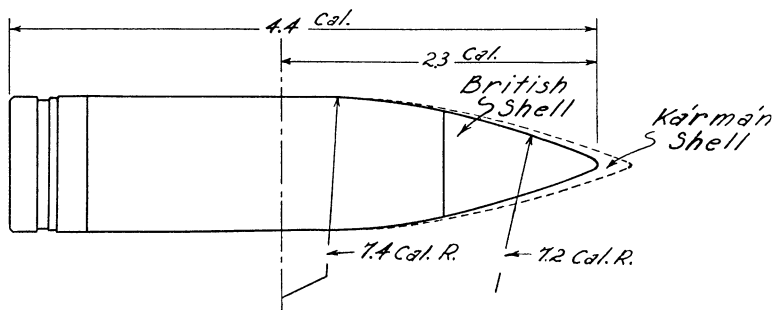 4.4 Cal.
2.3 Cal.
British
Shell
Kármán
Shell
7.4 Cal. R.
7.2 Cal. R.